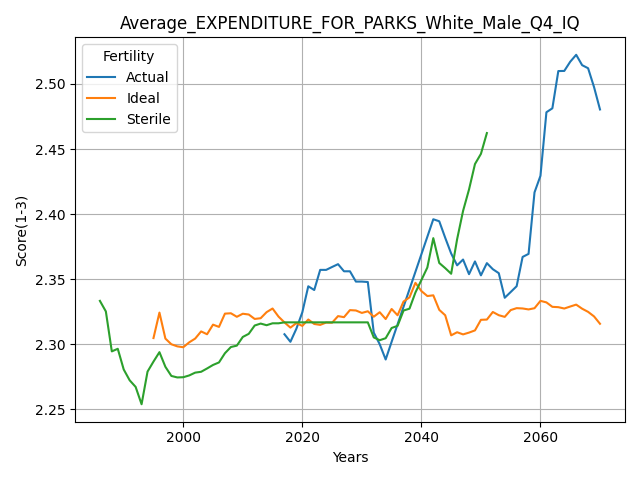 Average_EXPENDITURE_FOR_PARKS_White_Male_Q4_IQ
Fertility
Actual
Ideal
Sterile
Score(1-3)
2.50
2.45
2.40
2.35
2.30
2.25
2000 2020 2040 2060
Years